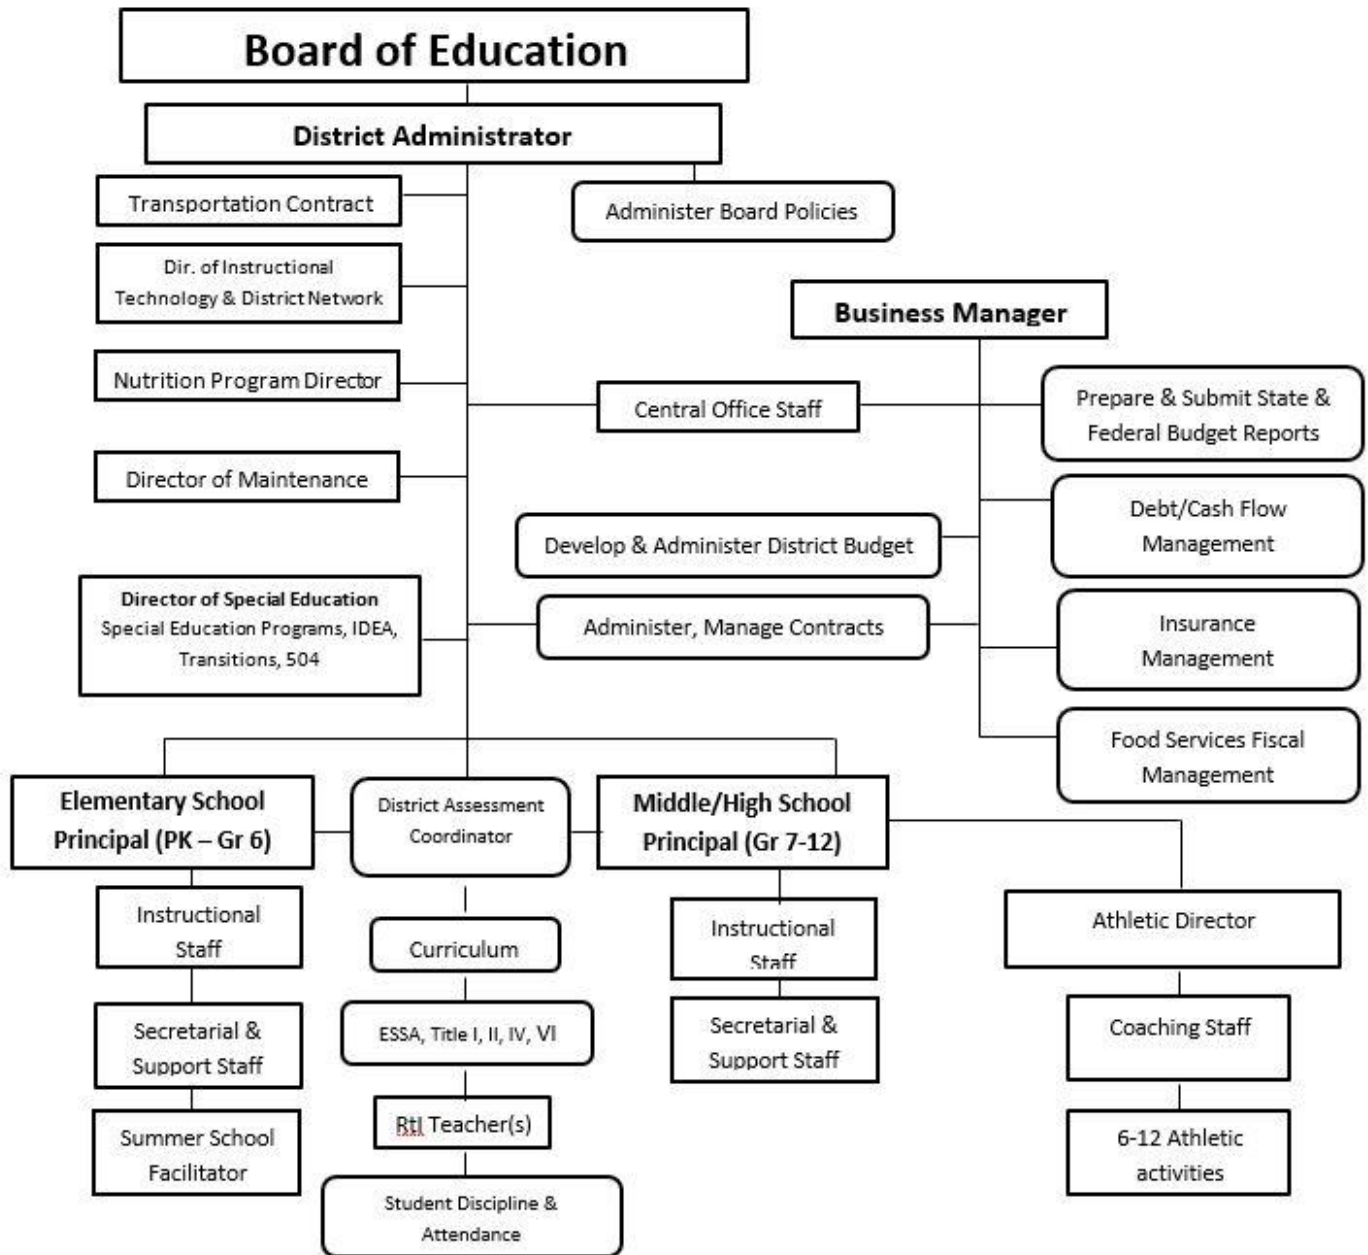 Board of Education
District Administrator
Transportation Contract
Administer Board Policies
Dir. of Instructional
Technology & District Network
Business Manager
Nutrition Program Director
Central Office Staff
Prepare & Submit State &
Federal Budget Reports
Director of Maintenance
Debt/Cash Flow
Management
Develop & Administer District Budget
Director of Special Education
Special Education Programs, IDEA,
Transitions, 504
Administer, Manage Contracts
Insurance
Management
Food Services Fiscal
Management
Elementary School
Principal (PK – Gr 6)
District Assessment
Coordinator
Middle/High School
Principal (Gr 7-12)
Instructional
Staff
Curriculum
Instructional
Staff
Athletic Director
Secretarial &
Support Staff
ESSA, Title I, II, IV, VI
Secretarial &
Support Staff
Coaching Staff
Summer School
Facilitator
RtI Teacher(s)
6-12 Athletic
activities
Student Discipline &
Attendance